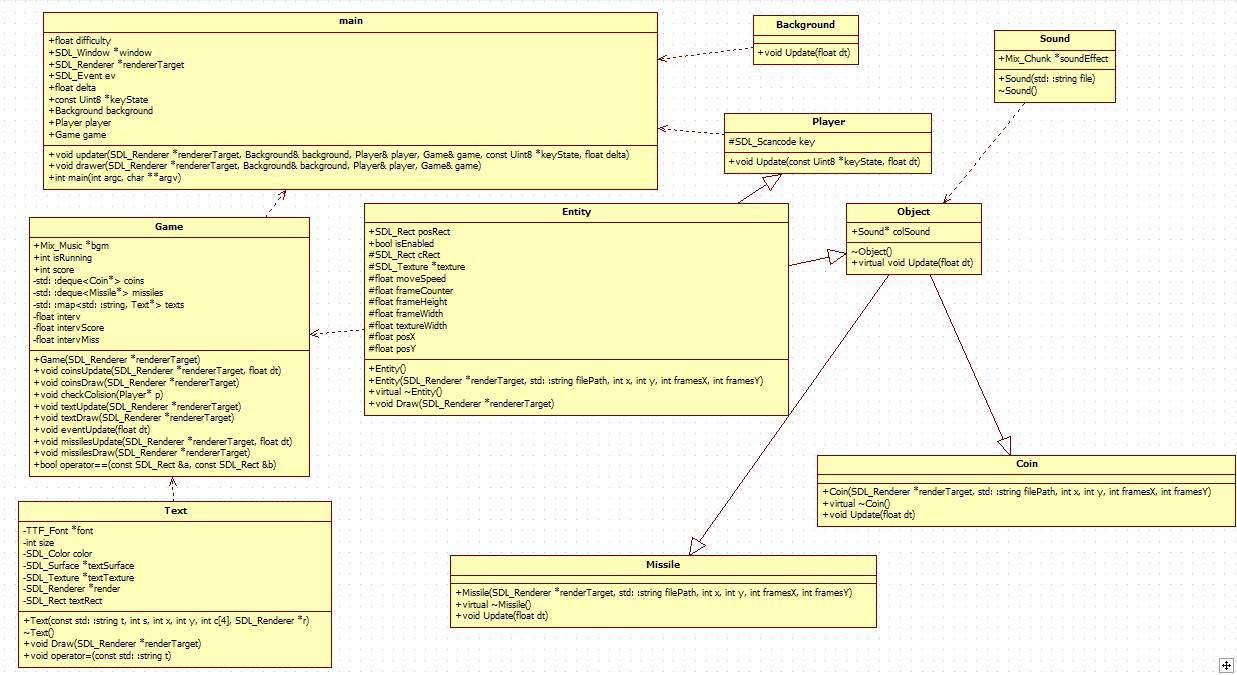 main
+float difficulty
+SDL_Window *window
+SDL_Renderer *rendererTarget
+SDL_Event ev
+float delta
+const Uint8 *keyState
+Background background
+Player player
+Game game
+void updater(SDL_Renderer *rendererTarget, Background& background, Player& player, Game& game, const Uint8 *keyState, float delta)
+void drawer(SDL_Renderer *rendererTarget, Background& background, Player& player, Game& game)
+int main(int argc, char **argv)
Background
+void Update(float dt)
Sound
+Mix_Chunk *soundEffect
+Sound(std: :string file)
~Sound()
Player
#SDL_Scancode key
+void Update(const Uint8 *keyState, float dt)
Game
+Mix_Music *bgm
+int isRunning
+int score
-std: :deque<Coin*> coins
-std: :deque<Missile*> missiles
-std: :map<std: :string, Text*> texts
-float interv
-float intervScore
-float intervMiss
+Game(SDL_Renderer *rendererTarget)
+void coinsUpdate(SDL_Renderer *rendererTarget, float dt)
+void coinsDraw(SDL_Renderer *rendererTarget)
+void checkColision(Player* p)
+void textUpdate(SDL_Renderer *rendererTarget)
+void textDraw(SDL_Renderer *rendererTarget)
+void eventUpdate(float dt)
+void missilesUpdate(SDL_Renderer *rendererTarget, float dt)
+void missilesDraw(SDL_Renderer *rendererTarget)
+bool operator==(const SDL_Rect &a, const SDL_Rect &b)
Entity
+SDL_Rect posRect
+bool isEnabled
#SDL_Rect cRect
#SDL_Texture *texture
#float moveSpeed
#float frameCounter
#float frameHeight
#float frameWidth
#float textureWidth
#float posX
#float posY
+Entity()
+Entity(SDL_Renderer *renderTarget, std: :string filePath, int x, int y, int framesX, int framesY)
+virtual ~Entity()
+void Draw(SDL_Renderer *rendererTarget)
Object
+Sound* colSound
~Object()
+virtual void Update(float dt)
Coin
+Coin(SDL_Renderer *renderTarget, std: :string filePath, int x, int y, int framesX, int framesY)
+virtual ~Coin()
+void Update(float dt)
Text
-TTF_Font *font
-int size
-SDL_Color color
-SDL_Surface *textSurface
-SDL_Texture *textTexture
-SDL_Renderer *render
-SDL_Rect textRect
+Text(const std: :string t, int s, int x, int y, int c[4], SDL_Renderer *r)
~Text()
+void Draw(SDL_Renderer *renderTarget)
+void operator=(const std: :string t)
Missile
+Missile(SDL_Renderer *renderTarget, std: :string filePath, int x, int y, int framesX, int framesY)
+virtual ~Missile()
+void Update(float dt)